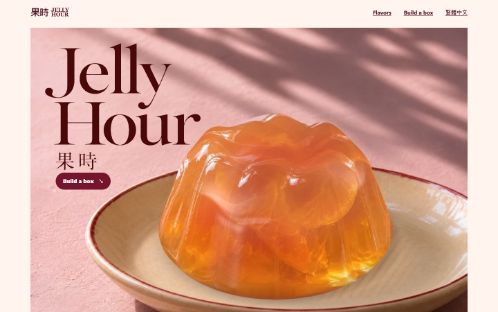 果時 JELLY HOUR
Flavors
Build a box
繁體中文
Jelly
Hour
果時
Build a box ↘